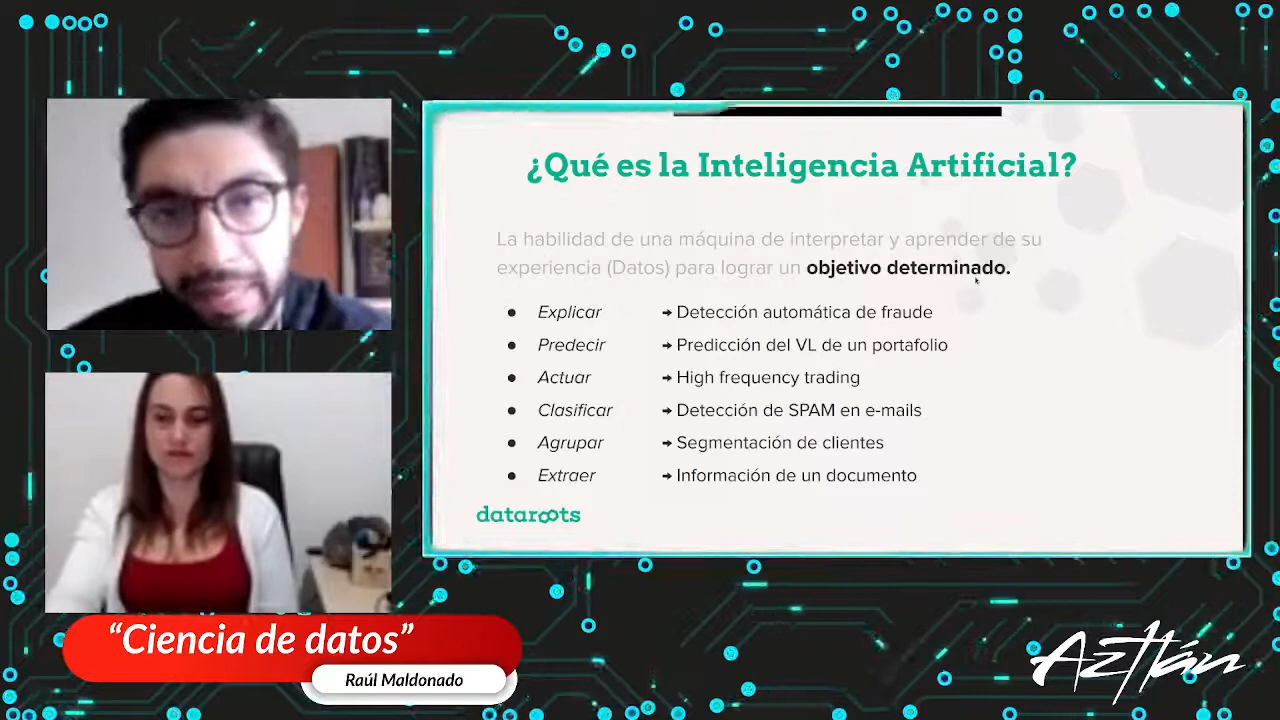 ¿Qué es la Inteligencia Artificial?
La habilidad de una máquina de interpretar y aprender de su
experiencia (Datos) para lograr un objetivo determinado.
● Explicar → Detección automática de fraude
● Predecir → Predicción del VL de un portafolio
● Actuar → High frequency trading
● Clasificar → Detección de SPAM en e-mails
● Agrupar → Segmentación de clientes
● Extraer → Información de un documento
dataroots
“Ciencia de datos”
Raúl Maldonado
Aztlán